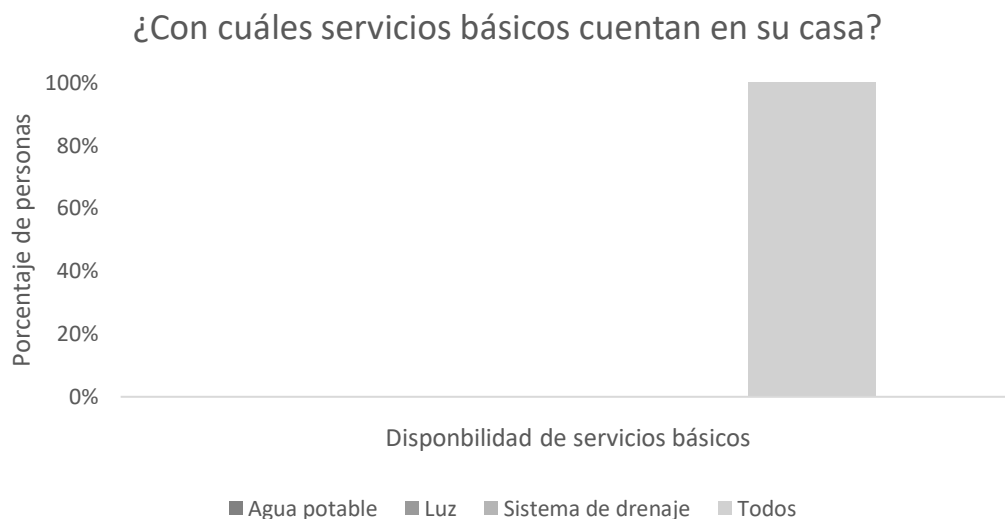 ¿Con cuáles servicios básicos cuentan en su casa?
Porcentaje de personas
100%
80%
60%
40%
20%
0%
Disponbilidad de servicios básicos
Agua potable Luz Sistema de drenaje Todos